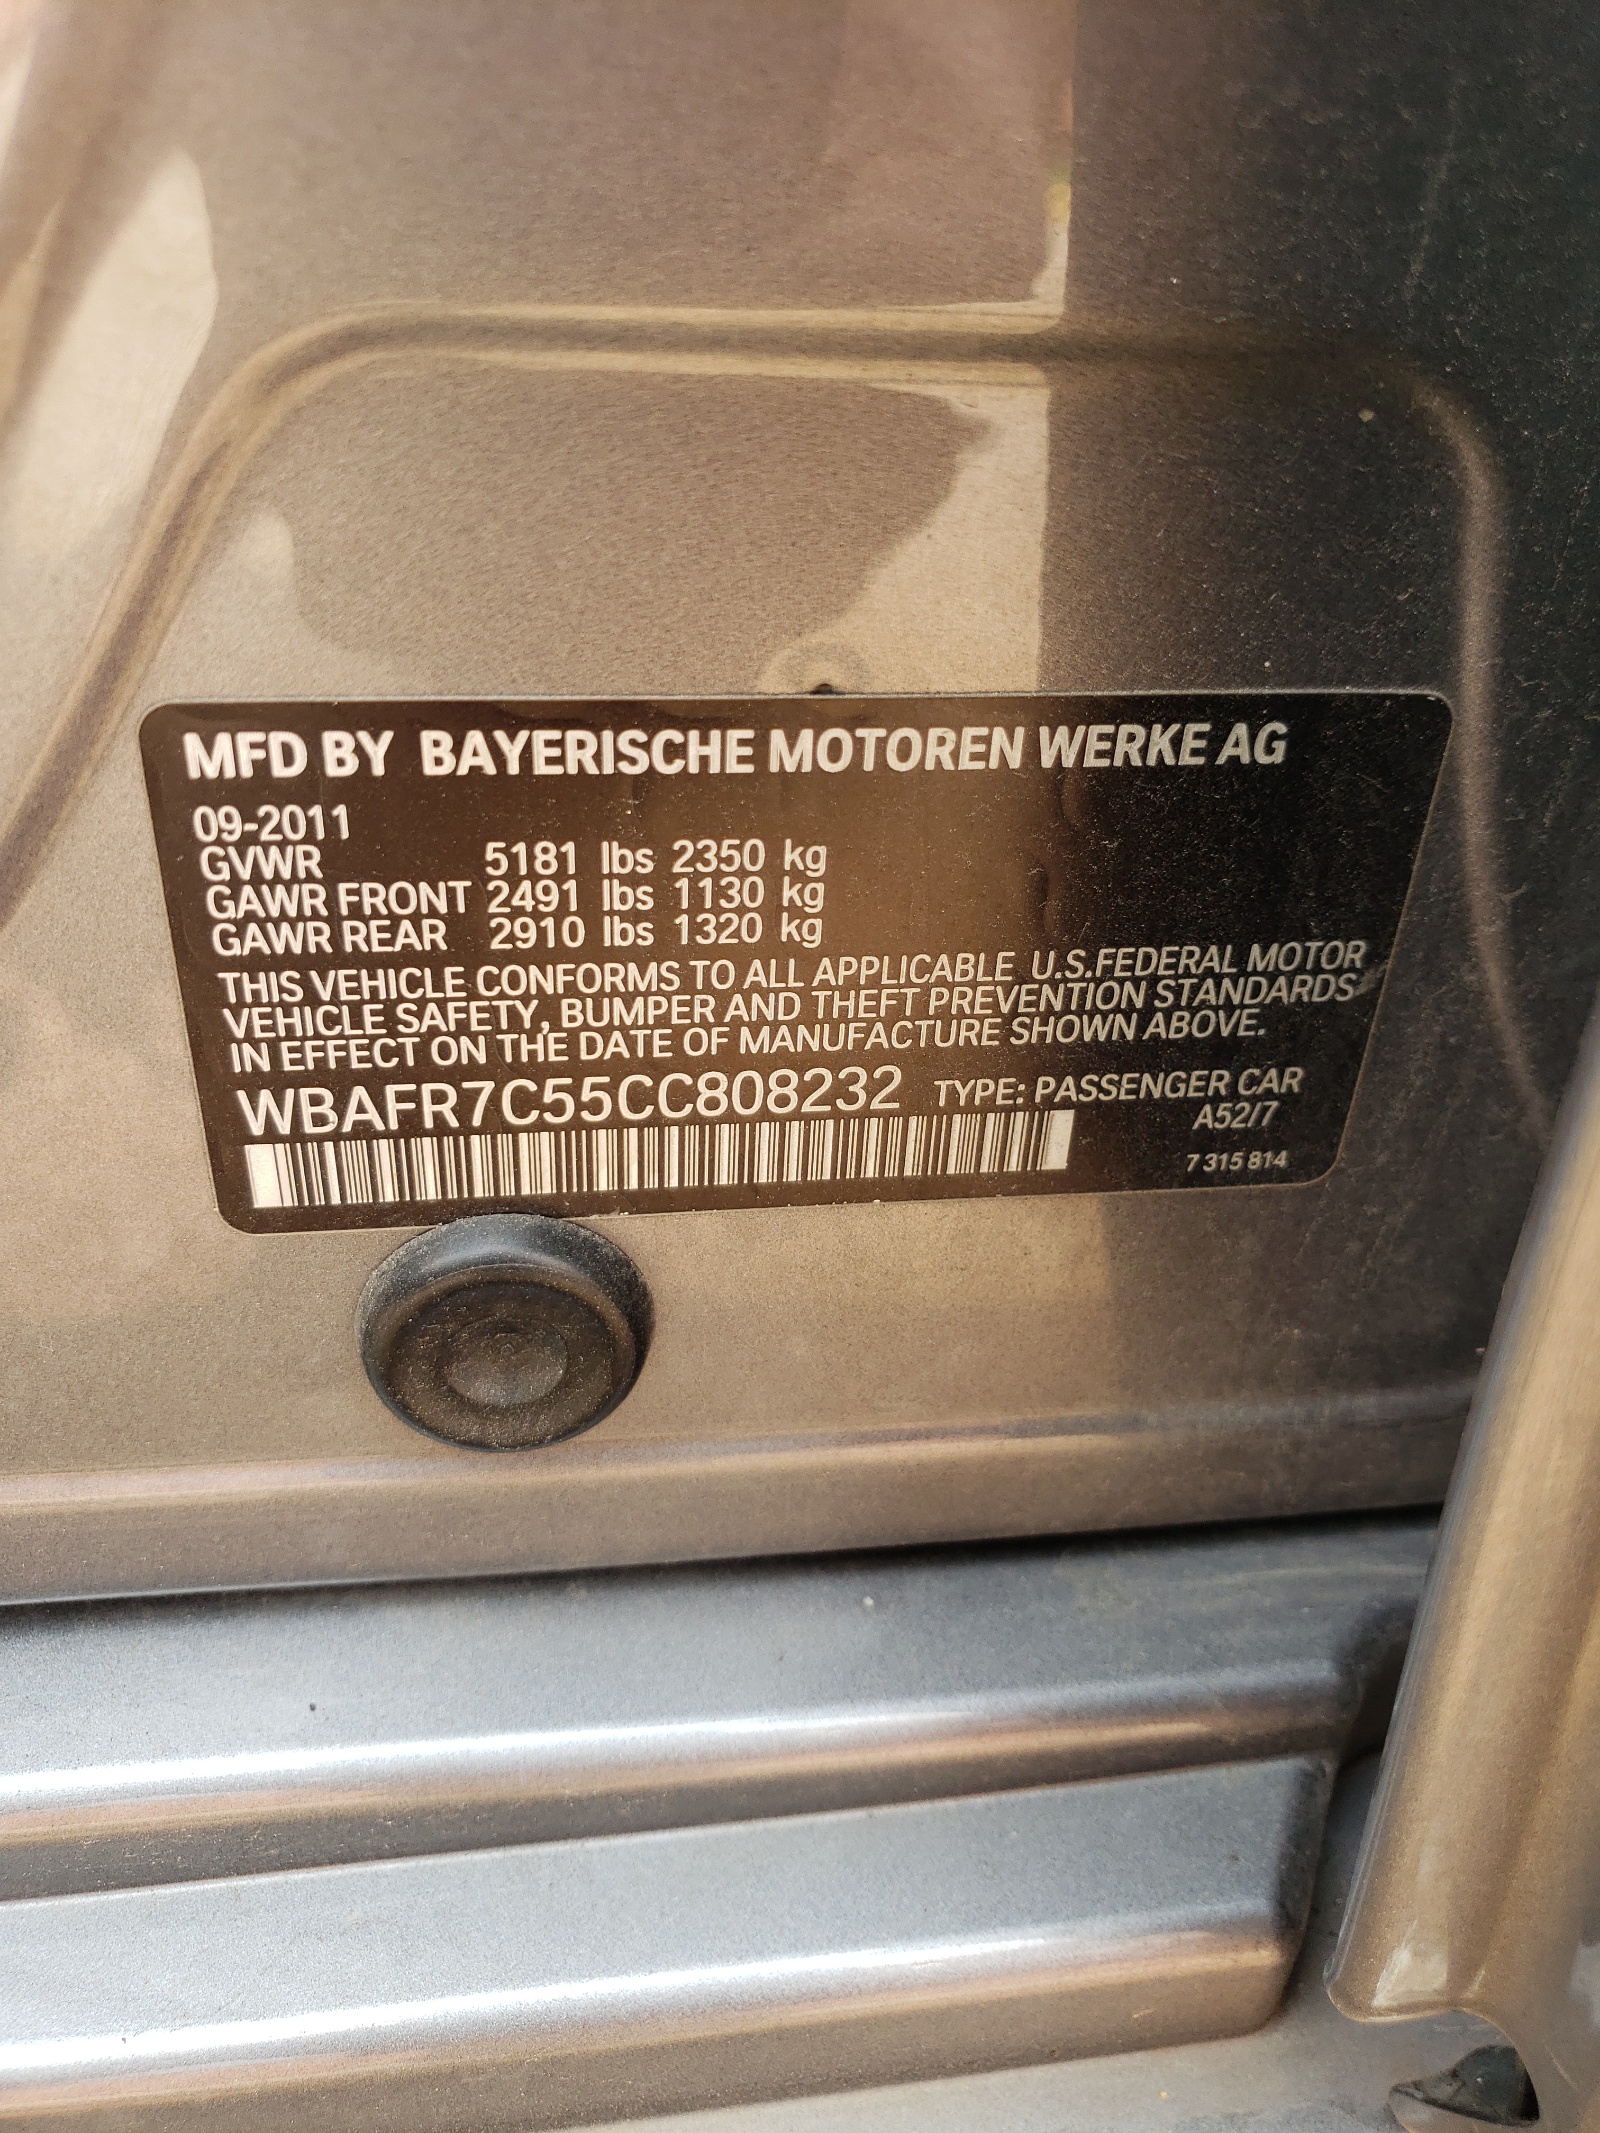 MFD BY BAYERISCHE MOTOREN WERKE AG
09-2011
GVWR 5181 lbs 2350 kg
GAWR FRONT 2491 lbs 1130 kg
GAWR REAR 2910 lbs 1320 kg
THIS VEHICLE CONFORMS TO ALL APPLICABLE U.S.FEDERAL MOTOR
VEHICLE SAFETY, BUMPER AND THEFT PREVENTION STANDARDS
IN EFFECT ON THE DATE OF MANUFACTURE SHOWN ABOVE.
WBAFR7C55CC808232 TYPE: PASSENGER CAR
A52/7
7 315 814